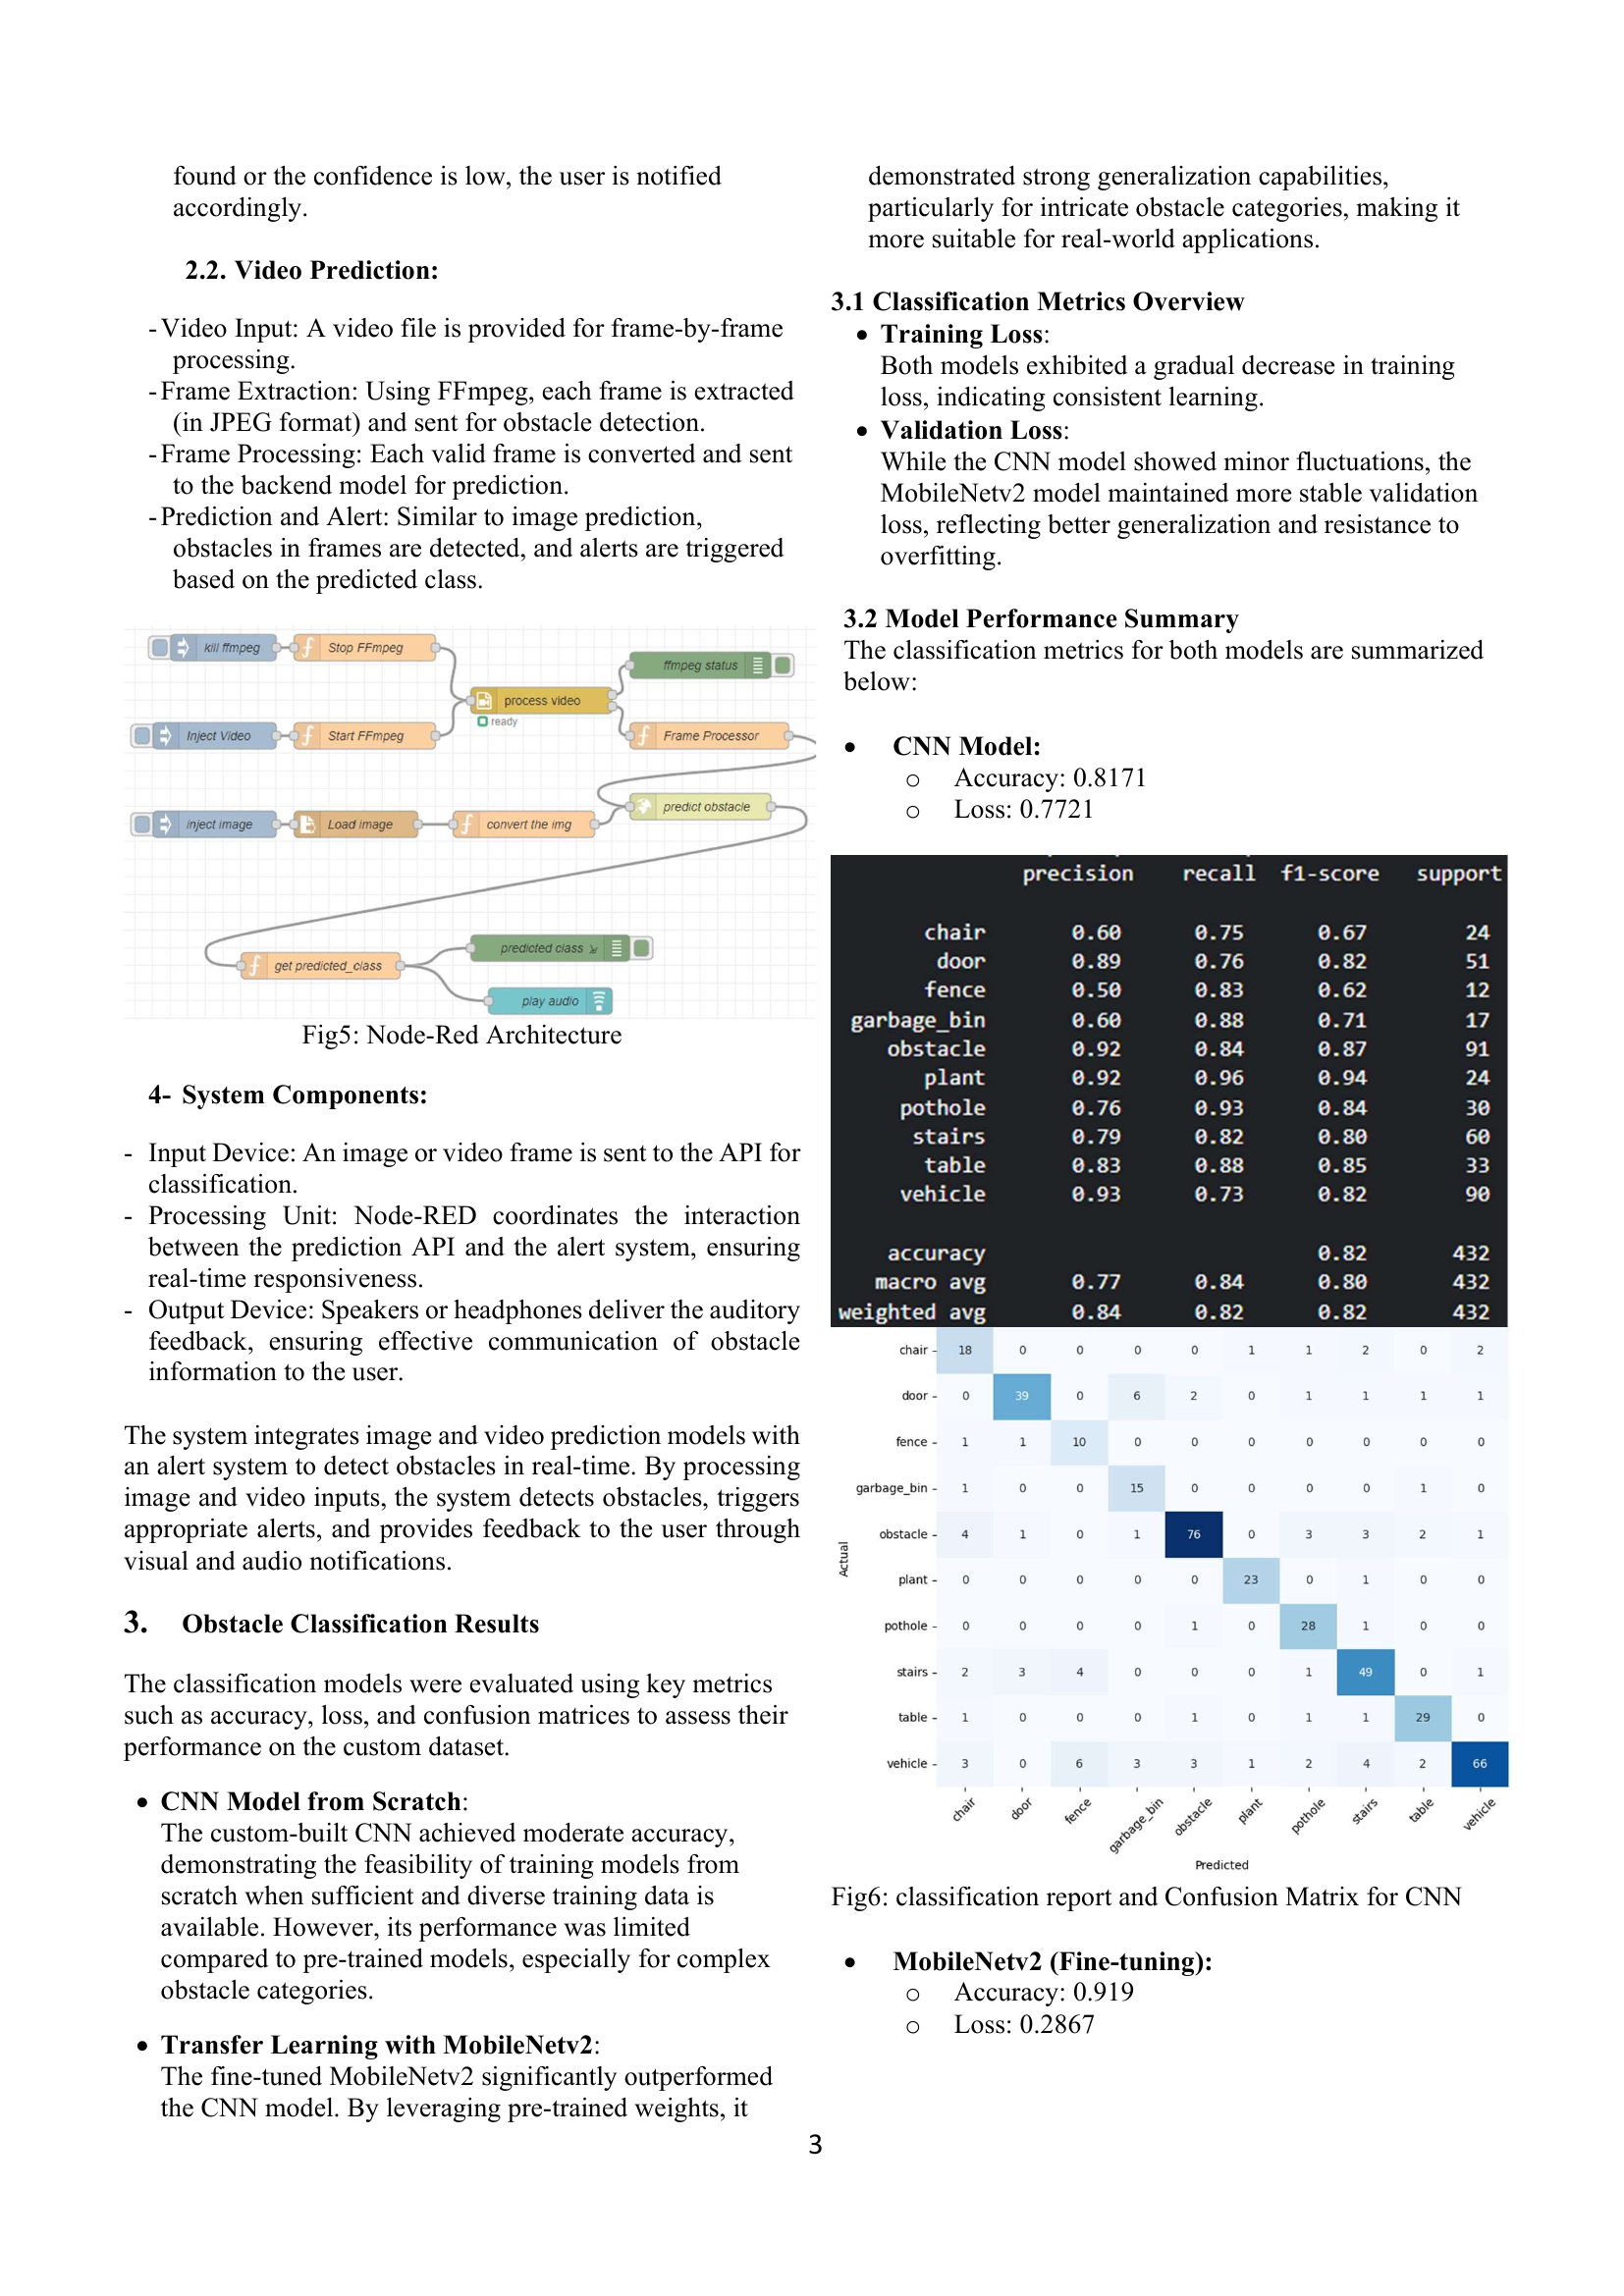 found or the confidence is low, the user is notified
accordingly.
2.2. Video Prediction:
- Video Input: A video file is provided for frame-by-frame
processing.
- Frame Extraction: Using FFmpeg, each frame is extracted
(in JPEG format) and sent for obstacle detection.
- Frame Processing: Each valid frame is converted and sent
to the backend model for prediction.
- Prediction and Alert: Similar to image prediction,
obstacles in frames are detected, and alerts are triggered
based on the predicted class.
kill ffmpeg
Stop FFmpeg
ffmpeg status
process video
ready
Inject Video
Start FFmpeg
Frame Processor
predict obstacle
inject image
Load image
convert the img
predicted class
get predicted_class
play audio
Fig5: Node-Red Architecture
4- System Components:
- Input Device: An image or video frame is sent to the API for
classification.
- Processing Unit: Node-RED coordinates the interaction
between the prediction API and the alert system, ensuring
real-time responsiveness.
- Output Device: Speakers or headphones deliver the auditory
feedback, ensuring effective communication of obstacle
information to the user.
The system integrates image and video prediction models with
an alert system to detect obstacles in real-time. By processing
image and video inputs, the system detects obstacles, triggers
appropriate alerts, and provides feedback to the user through
visual and audio notifications.
3. Obstacle Classification Results
The classification models were evaluated using key metrics
such as accuracy, loss, and confusion matrices to assess their
performance on the custom dataset.
• CNN Model from Scratch:
The custom-built CNN achieved moderate accuracy,
demonstrating the feasibility of training models from
scratch when sufficient and diverse training data is
available. However, its performance was limited
compared to pre-trained models, especially for complex
obstacle categories.
• Transfer Learning with MobileNetv2:
The fine-tuned MobileNetv2 significantly outperformed
the CNN model. By leveraging pre-trained weights, it
demonstrated strong generalization capabilities,
particularly for intricate obstacle categories, making it
more suitable for real-world applications.
3.1 Classification Metrics Overview
• Training Loss:
Both models exhibited a gradual decrease in training
loss, indicating consistent learning.
• Validation Loss:
While the CNN model showed minor fluctuations, the
MobileNetv2 model maintained more stable validation
loss, reflecting better generalization and resistance to
overfitting.
3.2 Model Performance Summary
The classification metrics for both models are summarized
below:
• CNN Model:
o Accuracy: 0.8171
o Loss: 0.7721
precision recall f1-score support
chair 0.60 0.75 0.67 24
door 0.89 0.76 0.82 51
fence 0.50 0.83 0.62 12
garbage_bin 0.60 0.88 0.71 17
obstacle 0.92 0.84 0.87 91
plant 0.92 0.96 0.94 24
pothole 0.76 0.93 0.84 30
stairs 0.79 0.82 0.80 60
table 0.83 0.88 0.85 33
vehicle 0.93 0.73 0.82 90
accuracy 0.82 432
macro avg 0.77 0.84 0.80 432
weighted avg 0.84 0.82 0.82 432
chair 18 0 0 0 0 1 1 2 0 2
door 0 39 0 6 2 0 1 1 1 1
fence 1 1 10 0 0 0 0 0 0 0
garbage_bin 1 0 0 15 0 0 0 0 1 0
obstacle 4 1 0 1 76 0 3 3 2 1
Actual
plant 0 0 0 0 0 23 0 1 0 0
pothole 0 0 0 0 1 0 28 1 0 0
stairs 2 3 4 0 0 0 1 49 0 1
table 1 0 0 0 1 0 1 1 29 0
vehicle 3 0 6 3 3 1 2 4 2 66
chair door fence garbage_bin obstacle plant pothole stairs table vehicle
Predicted
Fig6: classification report and Confusion Matrix for CNN
• MobileNetv2 (Fine-tuning):
o Accuracy: 0.919
o Loss: 0.2867
3